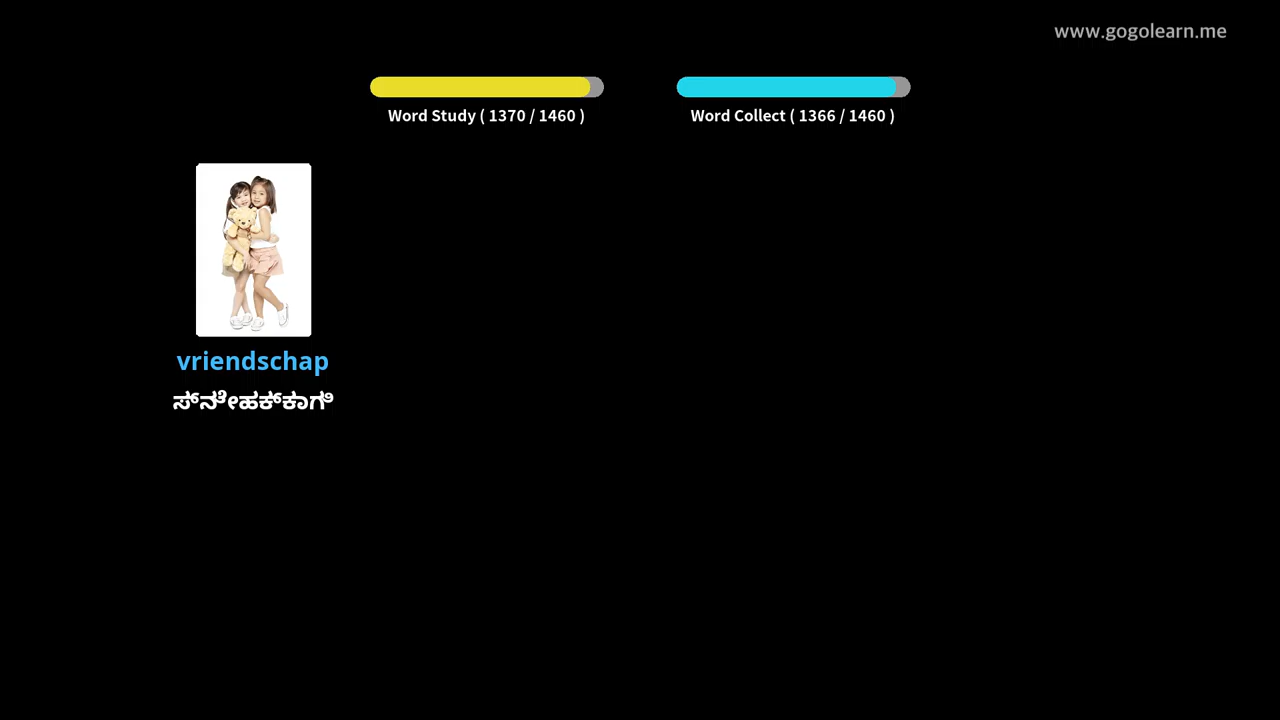 www.gogolearn.me
Word Study ( 1370 / 1460 )
Word Collect ( 1366 / 1460 )
vriendschap
ಸ್ನೇಹಕ್ಕಾಗಿ